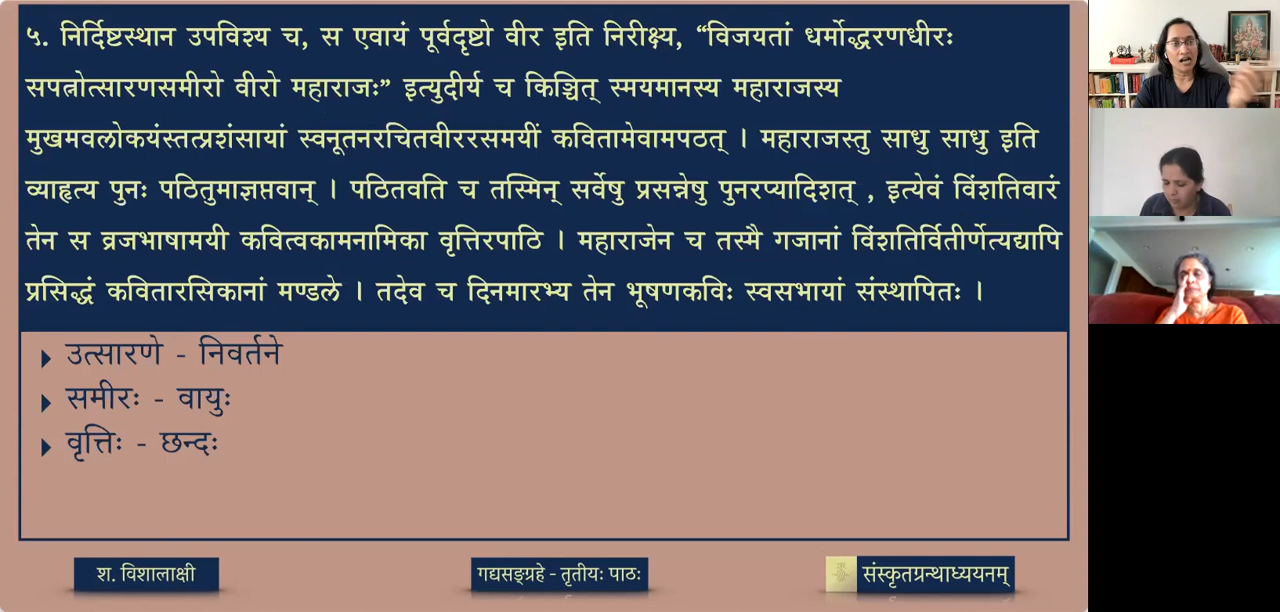 ५. निर्दिष्टस्थान उपविश्य च, स एवायं पूर्वदृष्टो वीर इति निरीक्ष्य, “विजयतां धर्मोद्धरणधीरः
सपत्नोत्सारणसमीरो वीरो महाराजः” इत्युदीर्य च किञ्चित् स्मयमानस्य महाराजस्य
मुखमवलोकयंस्तत्प्रशंसायां स्वनूतनरचितवीररसमयीं कवितामेवामपठत् । महाराजस्तु साधु साधु इति
व्याहृत्य पुनः पठितुमाज्ञप्तवान् । पठितवति च तस्मिन् सर्वेषु प्रसन्नेषु पुनरप्यादिशत् , इत्येवं विंशतिवारं
तेन स व्रजभाषामयी कवित्वकामनामिका वृत्तिरपाठि । महाराजेन च तस्मै गजानां विंशतिर्वितीर्णेत्यद्यापि
प्रसिद्धं कवितारसिकानां मण्डले । तदेव च दिनमारभ्य तेन भूषणकविः स्वसभायां संस्थापितः ।
उत्सारणे - निवर्तने
समीरः - वायुः
वृत्तिः - छन्दः
श. विशालाक्षी
गद्यसङ्ग्रहे - तृतीयः पाठः
संस्कृतग्रन्थाध्ययनम्